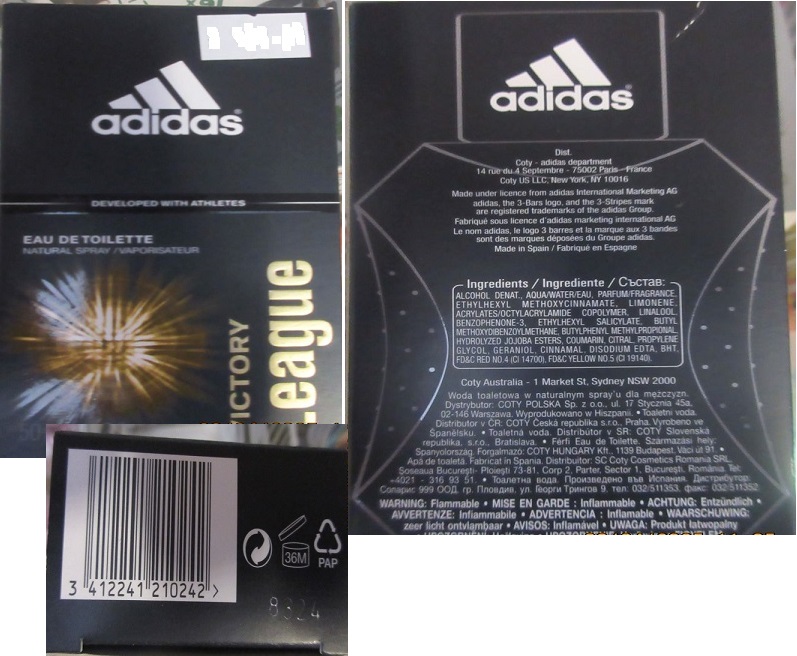 adidas
DEVELOPED WITH ATHLETES
EAU DE TOILETTE
NATURAL SPRAY / VAPORISATEUR
VICTORY
League
adidas
Dist.
Coty - adidas department
14 rue du 4 Septembre - 75002 Paris - France
Coty US LLC, New York, NY 10016
Made under licence from adidas International Marketing AG
adidas, the 3-Bars logo, and the 3-Stripes mark
are registered trademarks of the adidas Group.
Fabriqué sous licence d'adidas marketing international AG
Le nom adidas, le logo 3 barres et la marque aux 3 bandes
sont des marques déposées du Groupe adidas.
Made in Spain / Fabriqué en Espagne
Ingredients / Ingrediente / Състав:
ALCOHOL DENAT., AQUA/WATER/EAU, PARFUM/FRAGRANCE,
ETHYLHEXYL METHOXYCINNAMATE, LIMONENE,
ACRYLATES/OCTYLACRYLAMIDE COPOLYMER, LINALOOL,
BENZOPHENONE-3, ETHYLHEXYL SALICYLATE, BUTYL
METHOXYDIBENZOYLMETHANE, BUTYLPHENYL METHYLPROPIONAL,
HYDROLYZED JOJOBA ESTERS, COUMARIN, CITRAL, PROPYLENE
GLYCOL, GERANIOL, CINNAMAL, DISODIUM EDTA, BHT,
FD&C RED NO.4 (CI 14700), FD&C YELLOW NO.5 (CI 19140).
Coty Australia - 1 Market St, Sydney NSW 2000
Woda toaletowa w naturalnym spray'u dla mężczyzn.
Dystrybutor: COTY POLSKA Sp. z o.o., ul. 17 Stycznia 45a,
02-146 Warszawa. Wyprodukowano w Hiszpanii. • Toaletní voda.
Distributor v ČR: COTY Česká republika s.r.o., Praha. Vyrobeno ve
Španělsku. • Toaletná voda. Distribútor v SR: COTY Slovenská
republika, s.r.o., Bratislava. • Férfi Eau de Toilette. Származási hely:
Spanyolország. Forgalmazó: COTY HUNGARY Kft., 1139 Budapest, Váci út 91. •
Apă de toaletă. Fabricat în Spania. Distribuitor: SC Coty Cosmetics Romania SRL,
Şoseaua Bucureşti- Ploieşti 73-81, Corp 2, Parter, Sector 1, Bucureşti, România Tel:
+4021 - 316 93 51. • Тоалетна вода. Произведено във Испания. Дистрибутор:
Соларис 999 ООД, гр. Пловдив, ул. Георги Трингов 9, тел. 032/511353, факс: 032/511352
WARNING: Flammable • MISE EN GARDE : Inflammable • ACHTUNG: Entzündlich •
AVVERTENZE: Infiammabile • ADVERTENCIA : Inflamable • WAARSCHUWING:
zeer licht ontvlambaar • AVISOS: Inflamável • UWAGA: Produkt łatwopalny
36M
PAP
3 412241 210242 >
8324